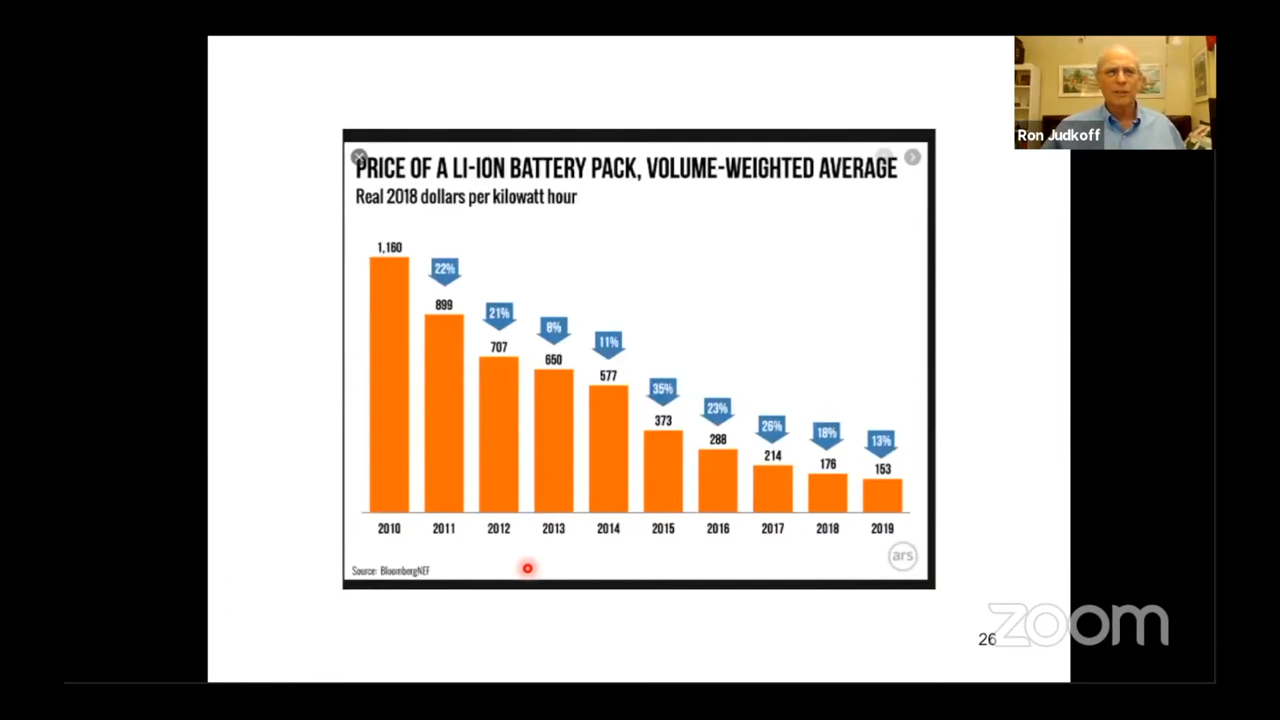 Ron Judkoff
PRICE OF A LI-ION BATTERY PACK, VOLUME-WEIGHTED AVERAGE
Real 2018 dollars per kilowatt hour
1,160
22%
899
21%
707
8%
650
11%
577
35%
373
23%
288
26%
214
18%
176
13%
153
2010 2011 2012 2013 2014 2015 2016 2017 2018 2019
Source: BloombergNEF
ars
26
zoom